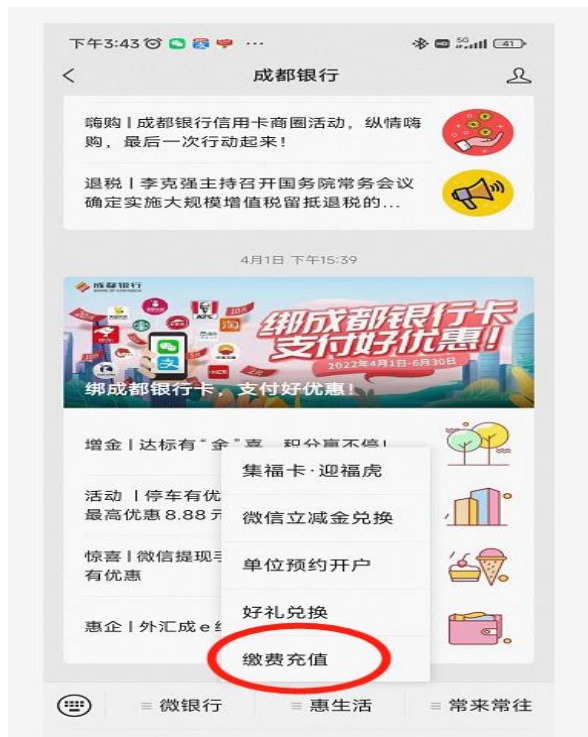 下午3:43
5G
41
成都银行
嗨购 | 成都银行信用卡商圈活动，纵情嗨
购，最后一次行动起来！
退税 | 李克强主持召开国务院常务会议
确定实施大规模增值税留抵退税的...
4月1日 下午15:39
成都银行
BANK OF CHENGDU
绑成都银行卡
支付好优惠！
2022年4月1日-6月30日
绑成都银行卡，支付好优惠！
增金 | 达标有“金”喜，积分赢不停！
集福卡·迎福虎
活动 | 停车有优
最高优惠8.88元
微信立减金兑换
惊喜 | 微信提现手
有优惠
单位预约开户
好礼兑换
惠企 | 外汇成e
缴费充值
微银行
惠生活
常来常往